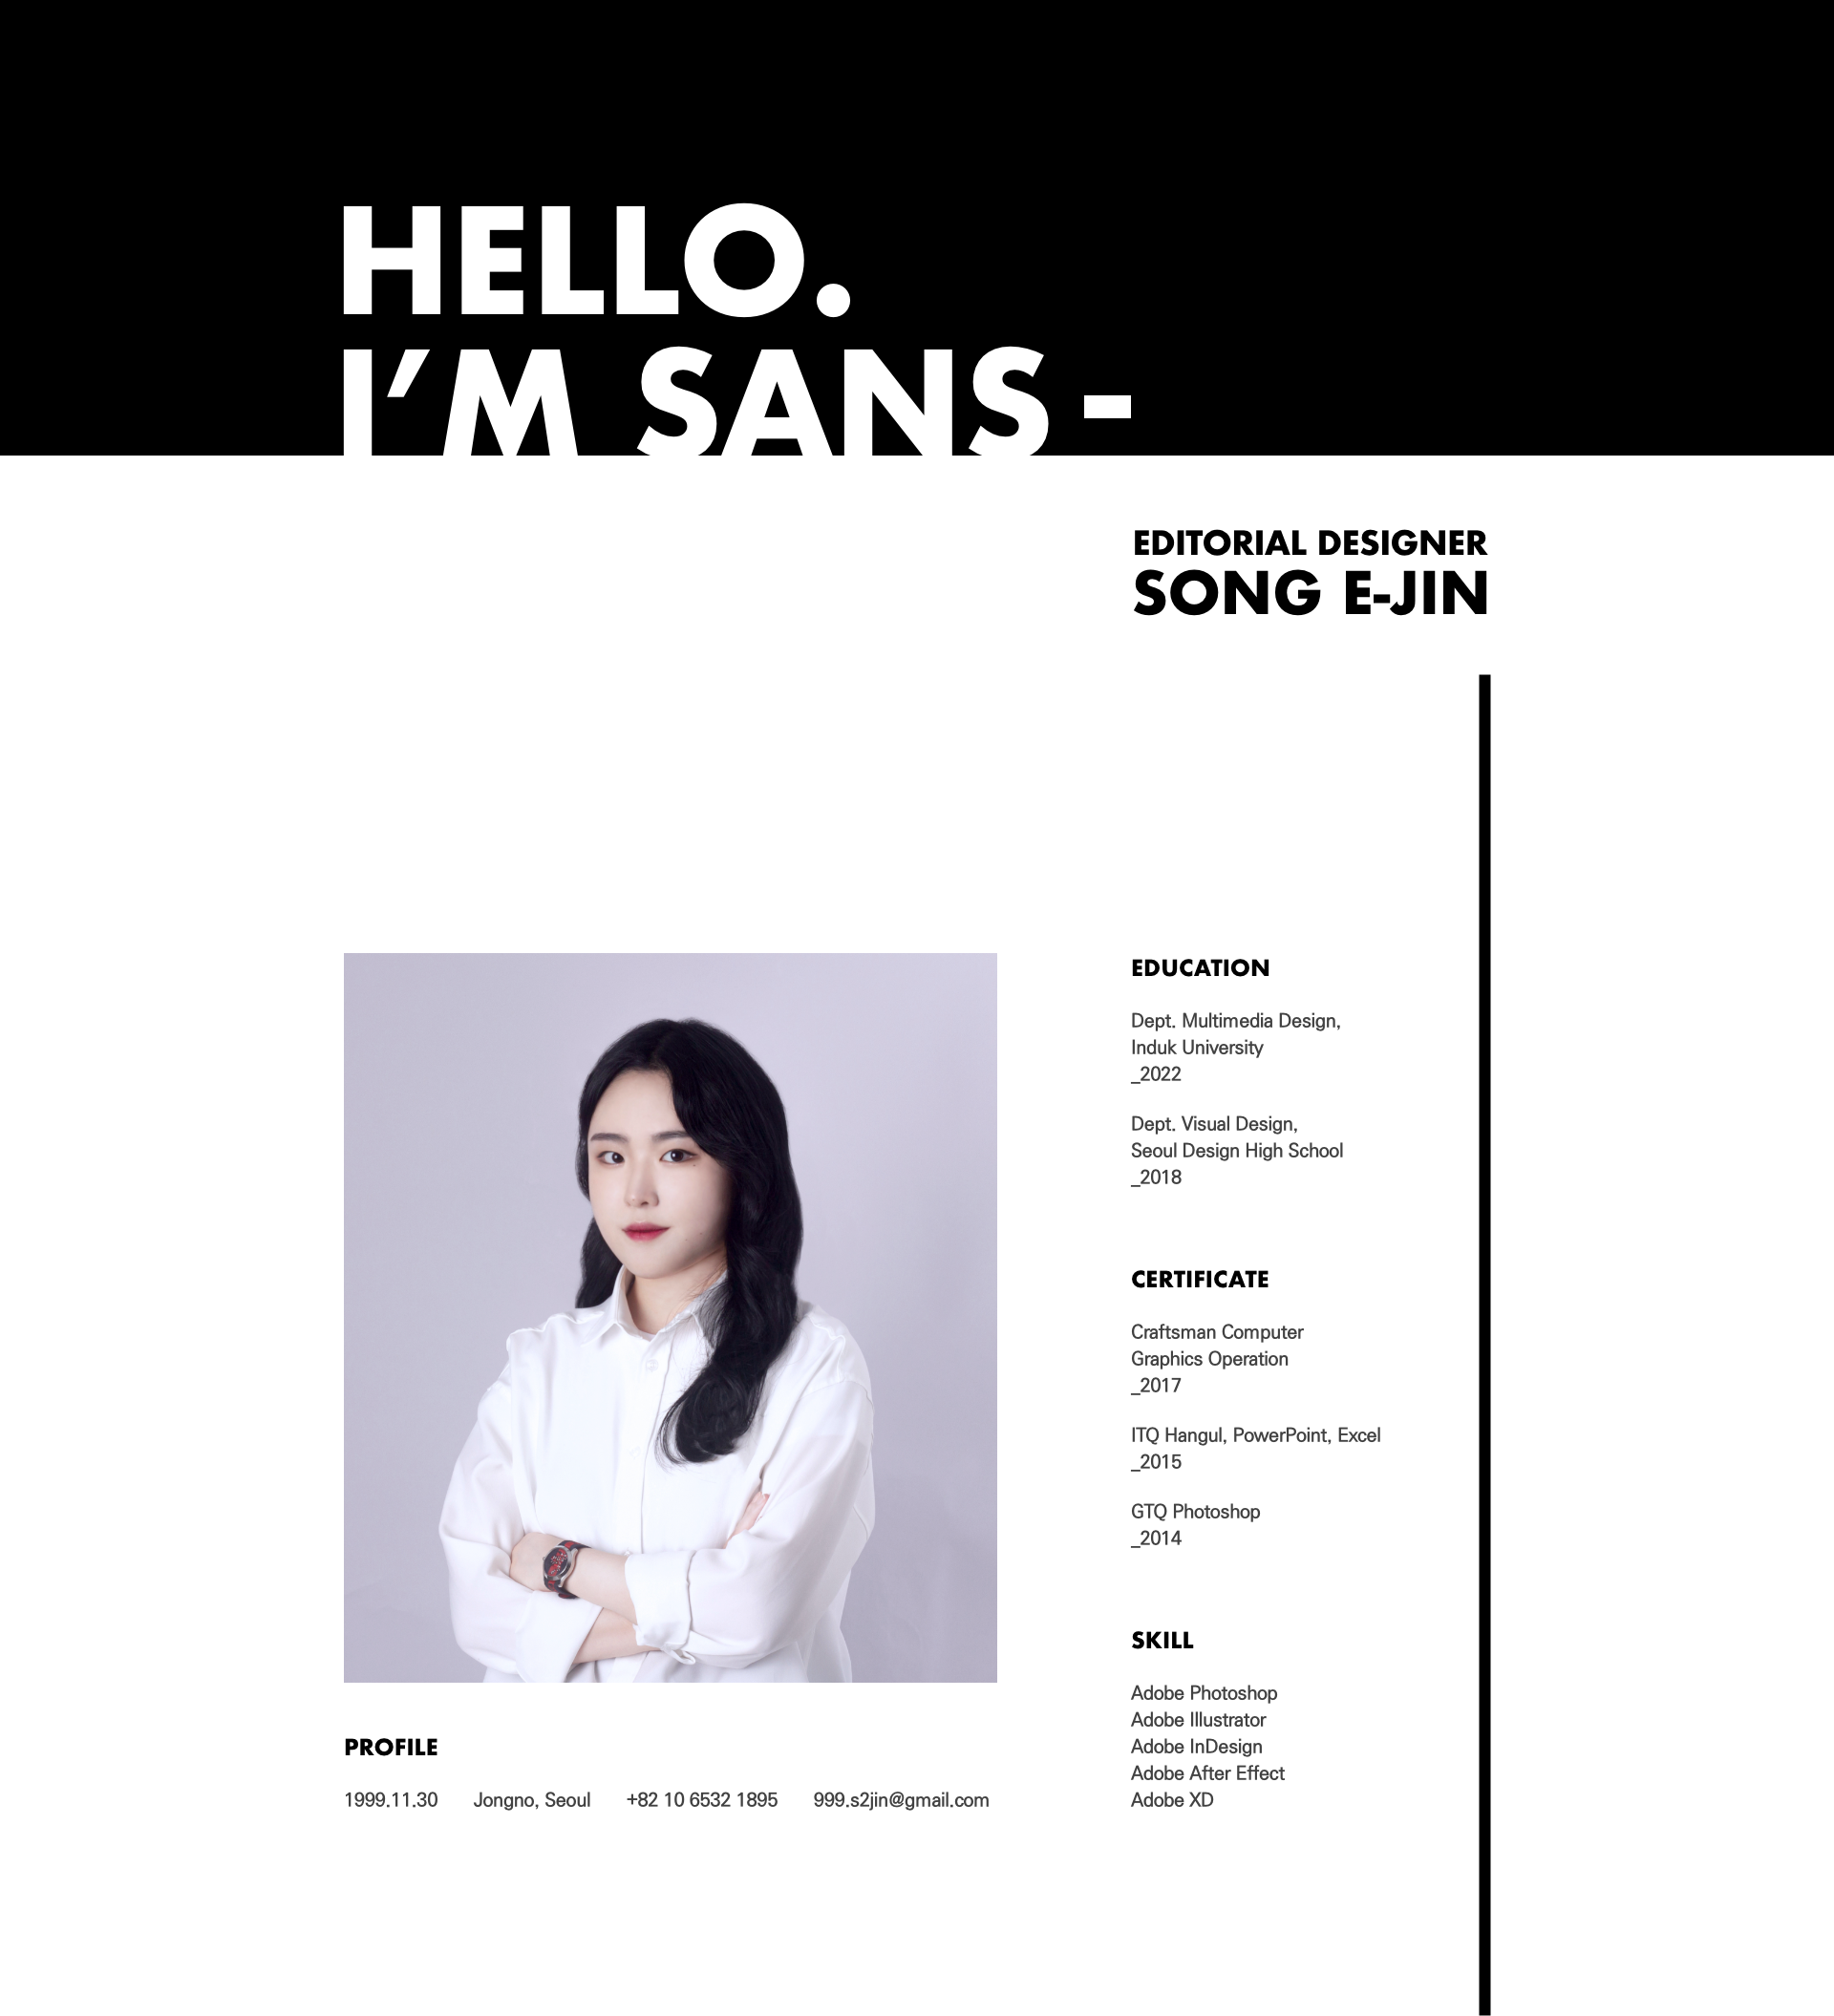 HELLO.
I’M SANS -
EDITORIAL DESIGNER
SONG E-JIN
EDUCATION
Dept. Multimedia Design,
Induk University
_2022
Dept. Visual Design,
Seoul Design High School
_2018
CERTIFICATE
Craftsman Computer
Graphics Operation
_2017
ITQ Hangul, PowerPoint, Excel
_2015
GTQ Photoshop
_2014
SKILL
Adobe Photoshop
Adobe Illustrator
Adobe InDesign
Adobe After Effect
Adobe XD
PROFILE
1999.11.30 Jongno, Seoul +82 10 6532 1895 999.s2jin@gmail.com